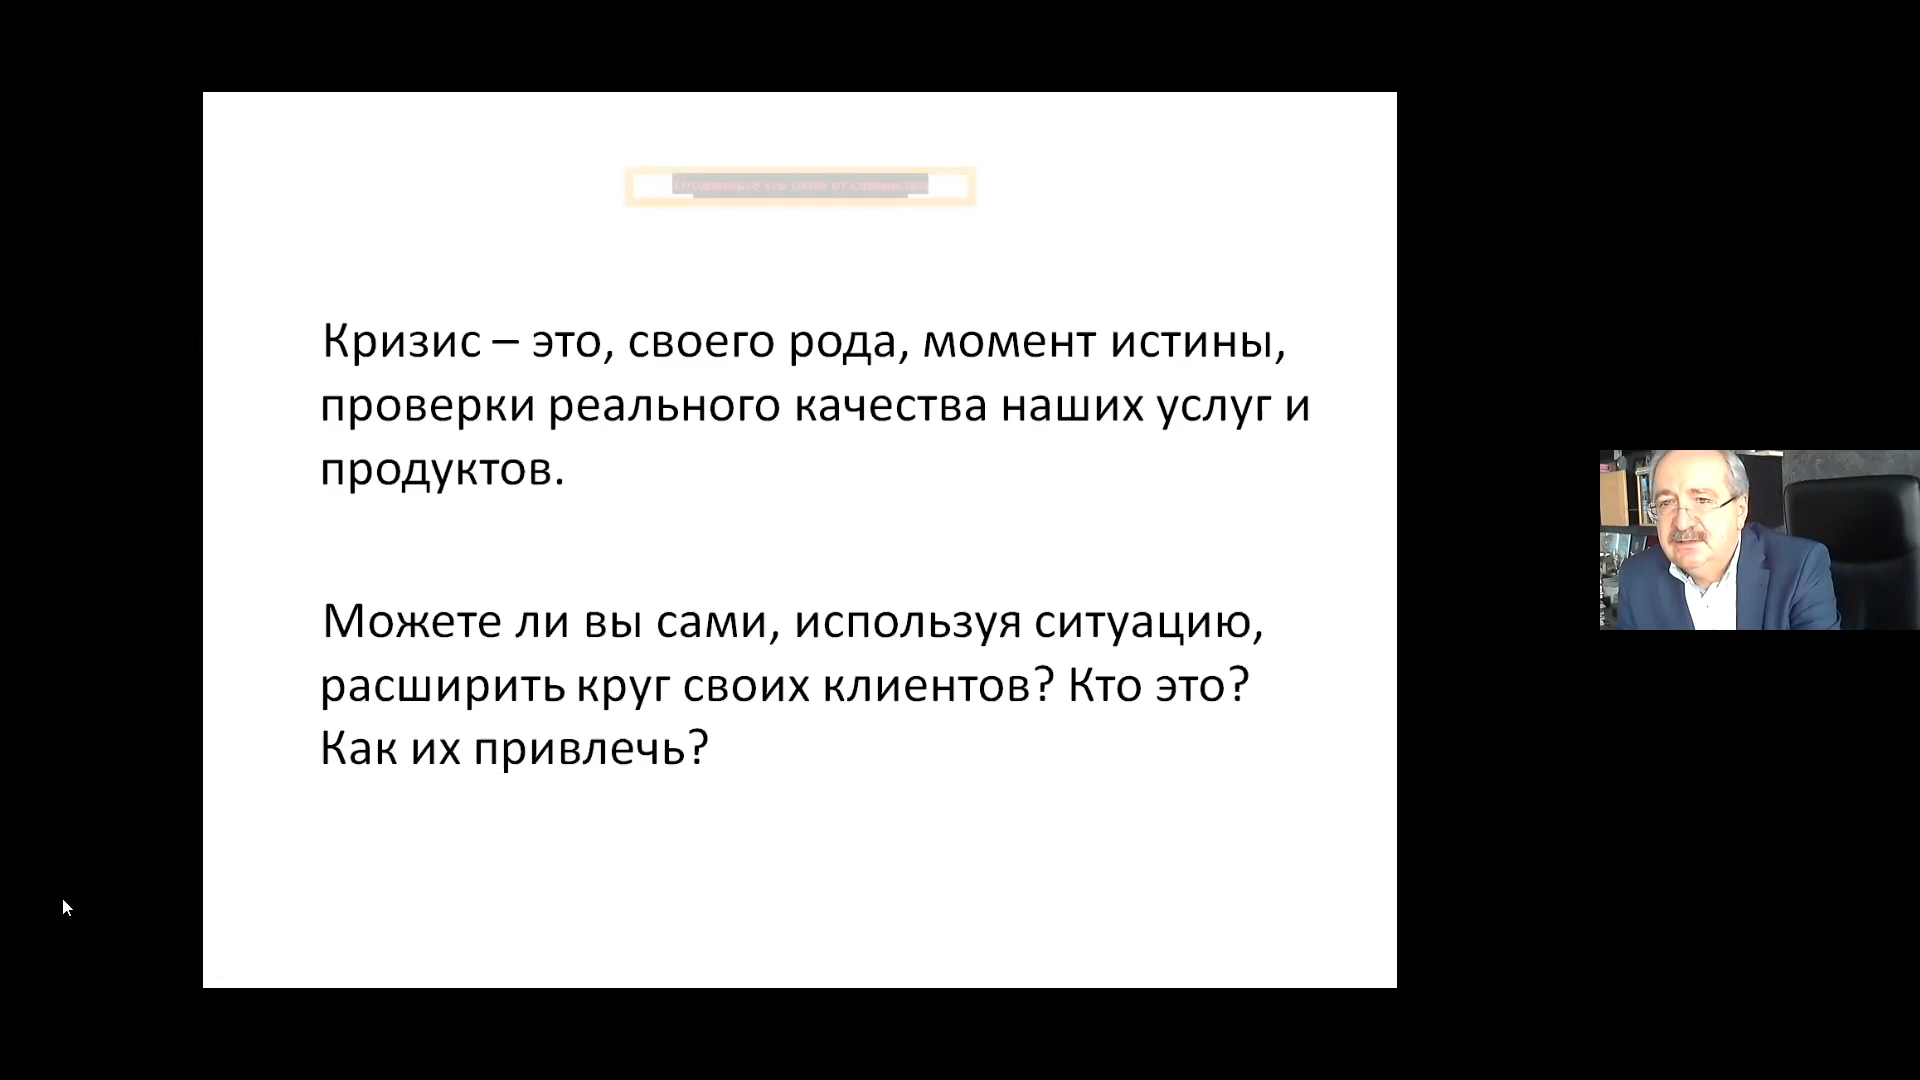 Кризис – это, своего рода, момент истины,
проверки реального качества наших услуг и
продуктов.
Можете ли вы сами, используя ситуацию,
расширить круг своих клиентов? Кто это?
Как их привлечь?